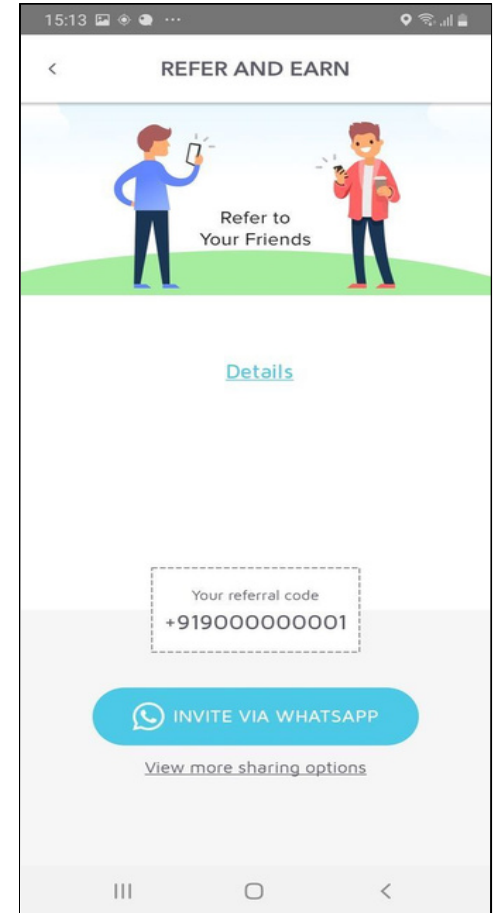 15:13
REFER AND EARN
Refer to
Your Friends
Details
Your referral code
+919000000001
INVITE VIA WHATSAPP
View more sharing options